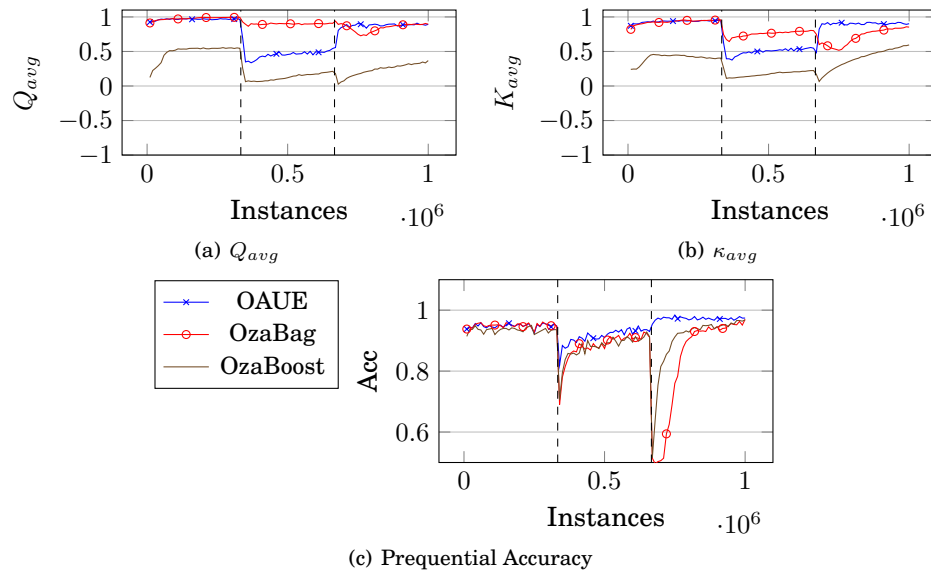 1
0.5
0
−0.5
−1
Q_avg
0
0.5
1
Instances
·10^6
(a) Q_avg
1
0.5
0
−0.5
−1
K_avg
0
0.5
1
Instances
·10^6
(b) κ_avg
OAUE
OzaBag
OzaBoost
1
0.8
0.6
Acc
0
0.5
1
Instances
·10^6
(c) Prequential Accuracy